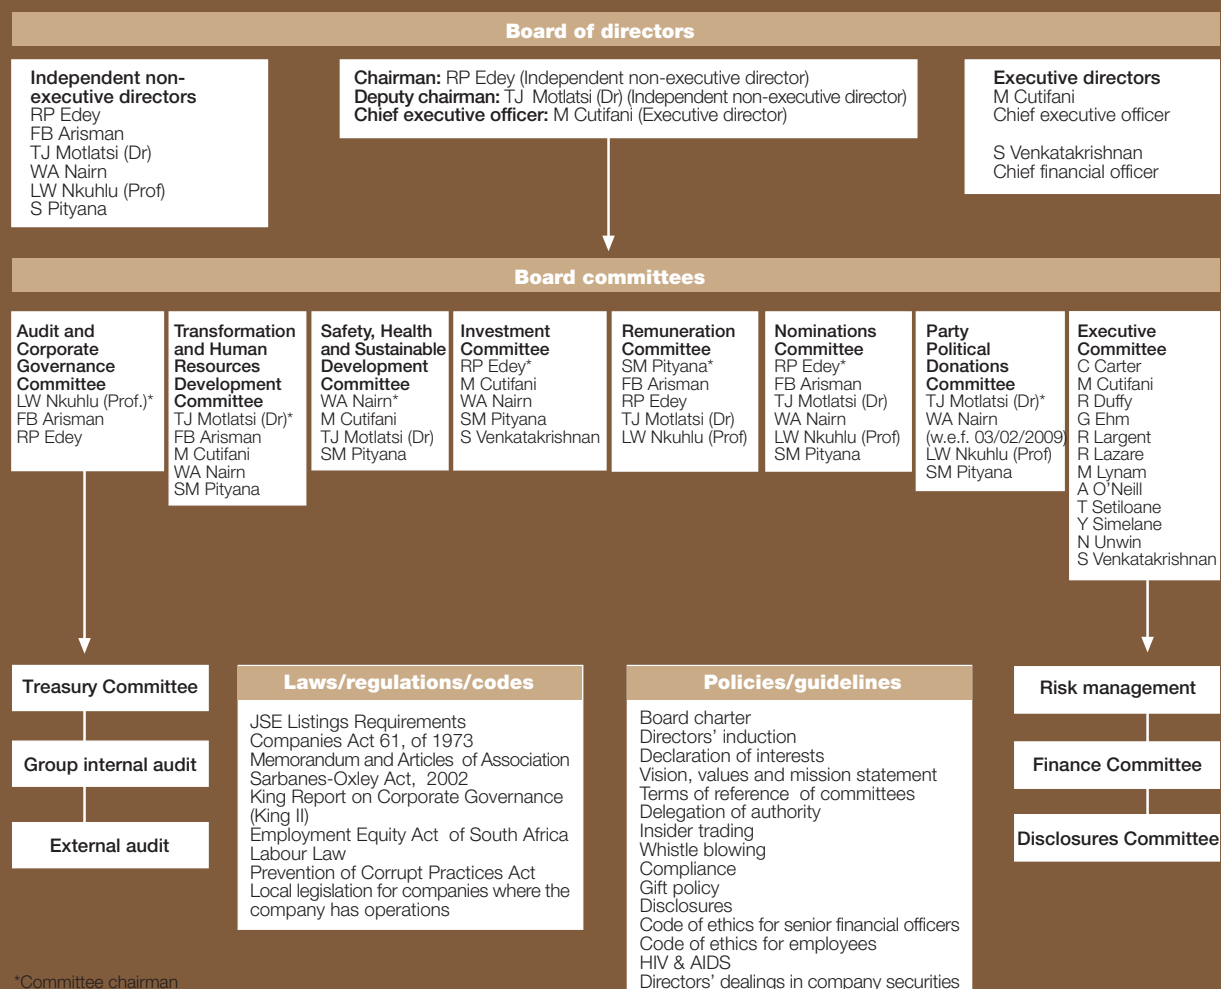 Board of directors
Independent non-
executive directors
RP Edey
FB Arisman
TJ Motlatsi (Dr)
WA Nairn
LW Nkuhlu (Prof)
S Pityana
Chairman: RP Edey (Independent non-executive director)
Deputy chairman: TJ Motlatsi (Dr) (Independent non-executive director)
Chief executive officer: M Cutifani (Executive director)
Executive directors
M Cutifani
Chief executive officer
S Venkatakrishnan
Chief financial officer
Board committees
Audit and
Corporate
Governance
Committee
LW Nkuhlu (Prof.)*
FB Arisman
RP Edey
Transformation
and Human
Resources
Development
Committee
TJ Motlatsi (Dr)*
FB Arisman
M Cutifani
WA Nairn
SM Pityana
Safety, Health
and Sustainable
Development
Committee
WA Nairn*
M Cutifani
TJ Motlatsi (Dr)
SM Pityana
Investment
Committee
RP Edey*
M Cutifani
WA Nairn
SM Pityana
S Venkatakrishnan
Remuneration
Committee
SM Pityana*
FB Arisman
RP Edey
TJ Motlatsi (Dr)
LW Nkuhlu (Prof)
Nominations
Committee
RP Edey*
FB Arisman
TJ Motlatsi (Dr)
WA Nairn
LW Nkuhlu (Prof)
SM Pityana
Party
Political
Donations
Committee
TJ Motlatsi (Dr)*
WA Nairn
(w.e.f. 03/02/2009)
LW Nkuhlu (Prof)
SM Pityana
Executive
Committee
C Carter
M Cutifani
R Duffy
G Ehm
R Largent
R Lazare
M Lynam
A O'Neill
T Setiloane
Y Simelane
N Unwin
S Venkatakrishnan
Treasury Committee
Group internal audit
External audit
Laws/regulations/codes
JSE Listings Requirements
Companies Act 61, of 1973
Memorandum and Articles of Association
Sarbanes-Oxley Act, 2002
King Report on Corporate Governance
(King II)
Employment Equity Act of South Africa
Labour Law
Prevention of Corrupt Practices Act
Local legislation for companies where the
company has operations
Policies/guidelines
Board charter
Directors' induction
Declaration of interests
Vision, values and mission statement
Terms of reference of committees
Delegation of authority
Insider trading
Whistle blowing
Compliance
Gift policy
Disclosures
Code of ethics for senior financial officers
Code of ethics for employees
HIV & AIDS
Directors' dealings in company securities
Risk management
Finance Committee
Disclosures Committee
*Committee chairman